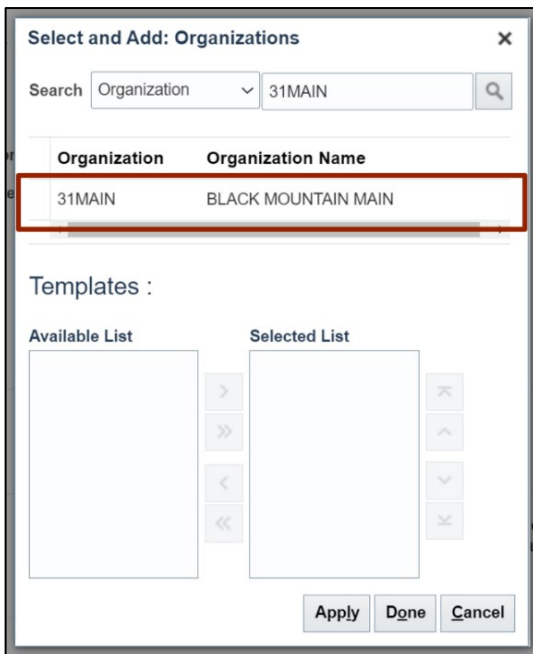 Select and Add: Organizations
Search Organization 31MAIN
Organization Organization Name
31MAIN BLACK MOUNTAIN MAIN
Templates :
Available List Selected List
Apply Done Cancel